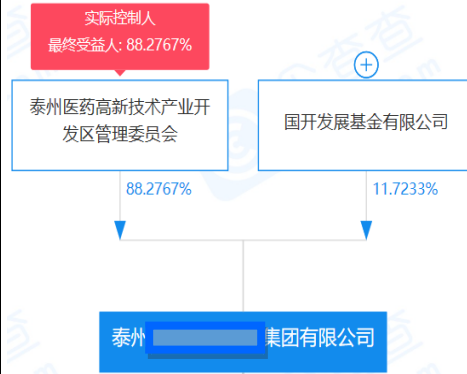 实际控制人
最终受益人: 88.2767%
泰州医药高新技术产业开
发区管理委员会
国开发展基金有限公司
88.2767%
11.7233%
泰州
集团有限公司